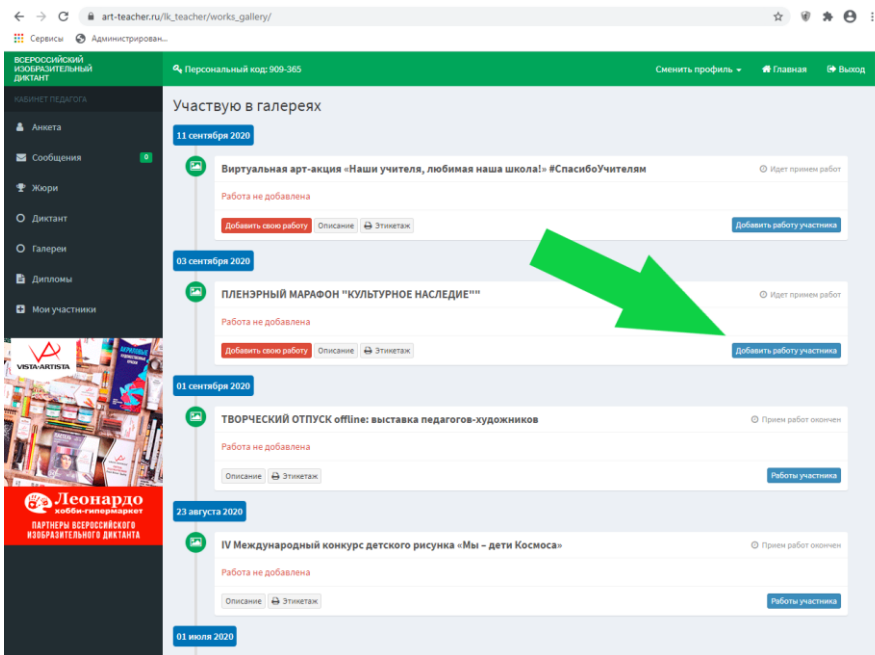 art-teacher.ru/lk_teacher/works_gallery/
Сервисы Администрирован...
ВСЕРОССИЙСКИЙ
ИЗОБРАЗИТЕЛЬНЫЙ
ДИКТАНТ
Персональный код: 909-365 Сменить профиль Главная Выход
КАБИНЕТ ПЕДАГОГА
Анкета
Сообщения 0
Жюри
Диктант
Галереи
Дипломы
Мои участники
VISTA-ARTISTA
Леонардо
хобби-гипермаркет
ПАРТНЕРЫ ВСЕРОССИЙСКОГО
ИЗОБРАЗИТЕЛЬНОГО ДИКТАНТА
Участвую в галереях
11 сентября 2020
Виртуальная арт-акция «Наши учителя, любимая наша школа!» #СпасибоУчителям Идет прием работ
Работа не добавлена
Добавить свою работу Описание Этикетаж Добавить работу участника
03 сентября 2020
ПЛЕНЭРНЫЙ МАРАФОН "КУЛЬТУРНОЕ НАСЛЕДИЕ"" Идет прием работ
Работа не добавлена
Добавить свою работу Описание Этикетаж Добавить работу участника
01 сентября 2020
ТВОРЧЕСКИЙ ОТПУСК offline: выставка педагогов-художников Прием работ окончен
Работа не добавлена
Описание Этикетаж Работы участника
23 августа 2020
IV Международный конкурс детского рисунка «Мы – дети Космоса» Прием работ окончен
Работа не добавлена
Описание Этикетаж Работы участника
01 июля 2020